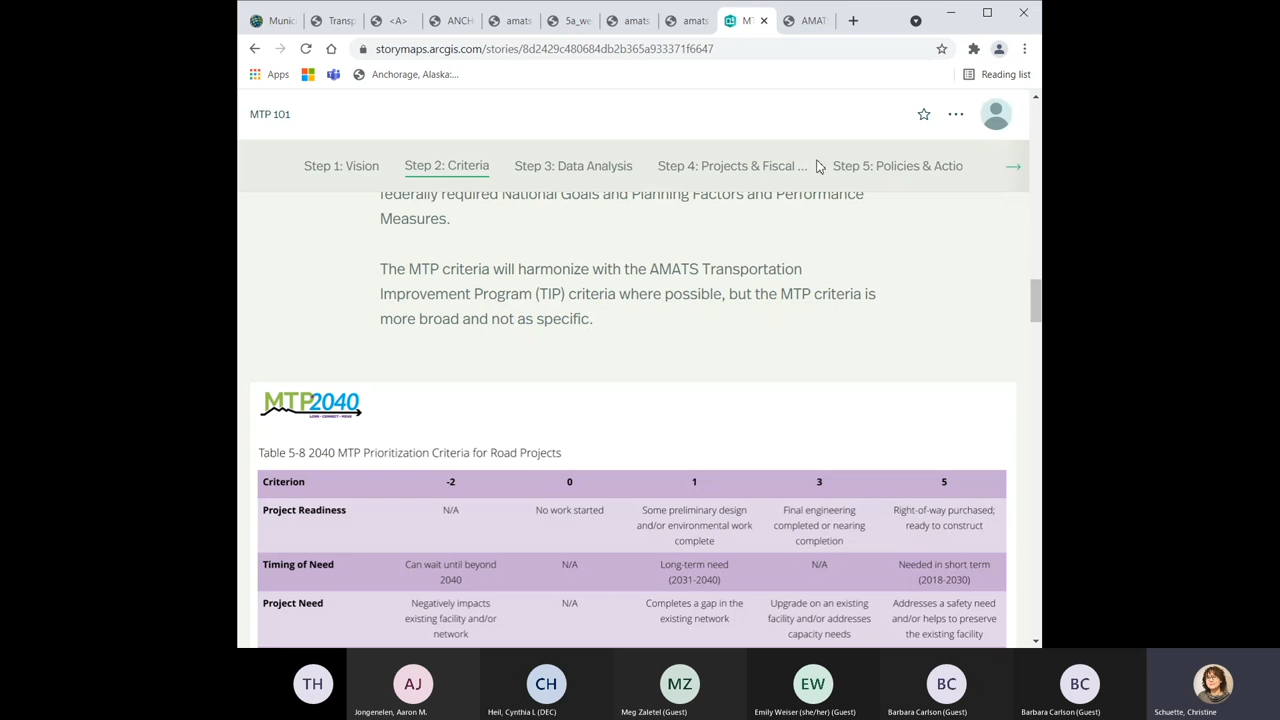 Munici
Transp
<A>
ANCH
amats
5a_we
amats
amats
MT
AMAT
storymaps.arcgis.com/stories/8d2429c480684db2b365a933371f6647
Apps
Anchorage, Alaska:...
Reading list
MTP 101
Step 1: Vision
Step 2: Criteria
Step 3: Data Analysis
Step 4: Projects & Fiscal ...
Step 5: Policies & Actio
federally required National Goals and Planning Factors and Performance
Measures.
The MTP criteria will harmonize with the AMATS Transportation
Improvement Program (TIP) criteria where possible, but the MTP criteria is
more broad and not as specific.
MTP2040
Table 5-8 2040 MTP Prioritization Criteria for Road Projects
Criterion -2 0 1 3 5
Project Readiness N/A No work started Some preliminary design Final engineering Right-of-way purchased;
and/or environmental work completed or nearing ready to construct
complete completion
Timing of Need Can wait until beyond N/A Long-term need N/A Needed in short term
2040 (2031-2040) (2018-2030)
Project Need Negatively impacts N/A Completes a gap in the Upgrade on an existing Addresses a safety need
existing facility and/or existing network facility and/or addresses and/or helps to preserve
network capacity needs the existing facility
TH
AJ
CH
MZ
EW
BC
BC
Jongenelen, Aaron M.
Heil, Cynthia L (DEC)
Meg Zaletel (Guest)
Emily Weiser (she/her) (Guest)
Barbara Carlson (Guest)
Barbara Carlson (Guest)
Schuette, Christine